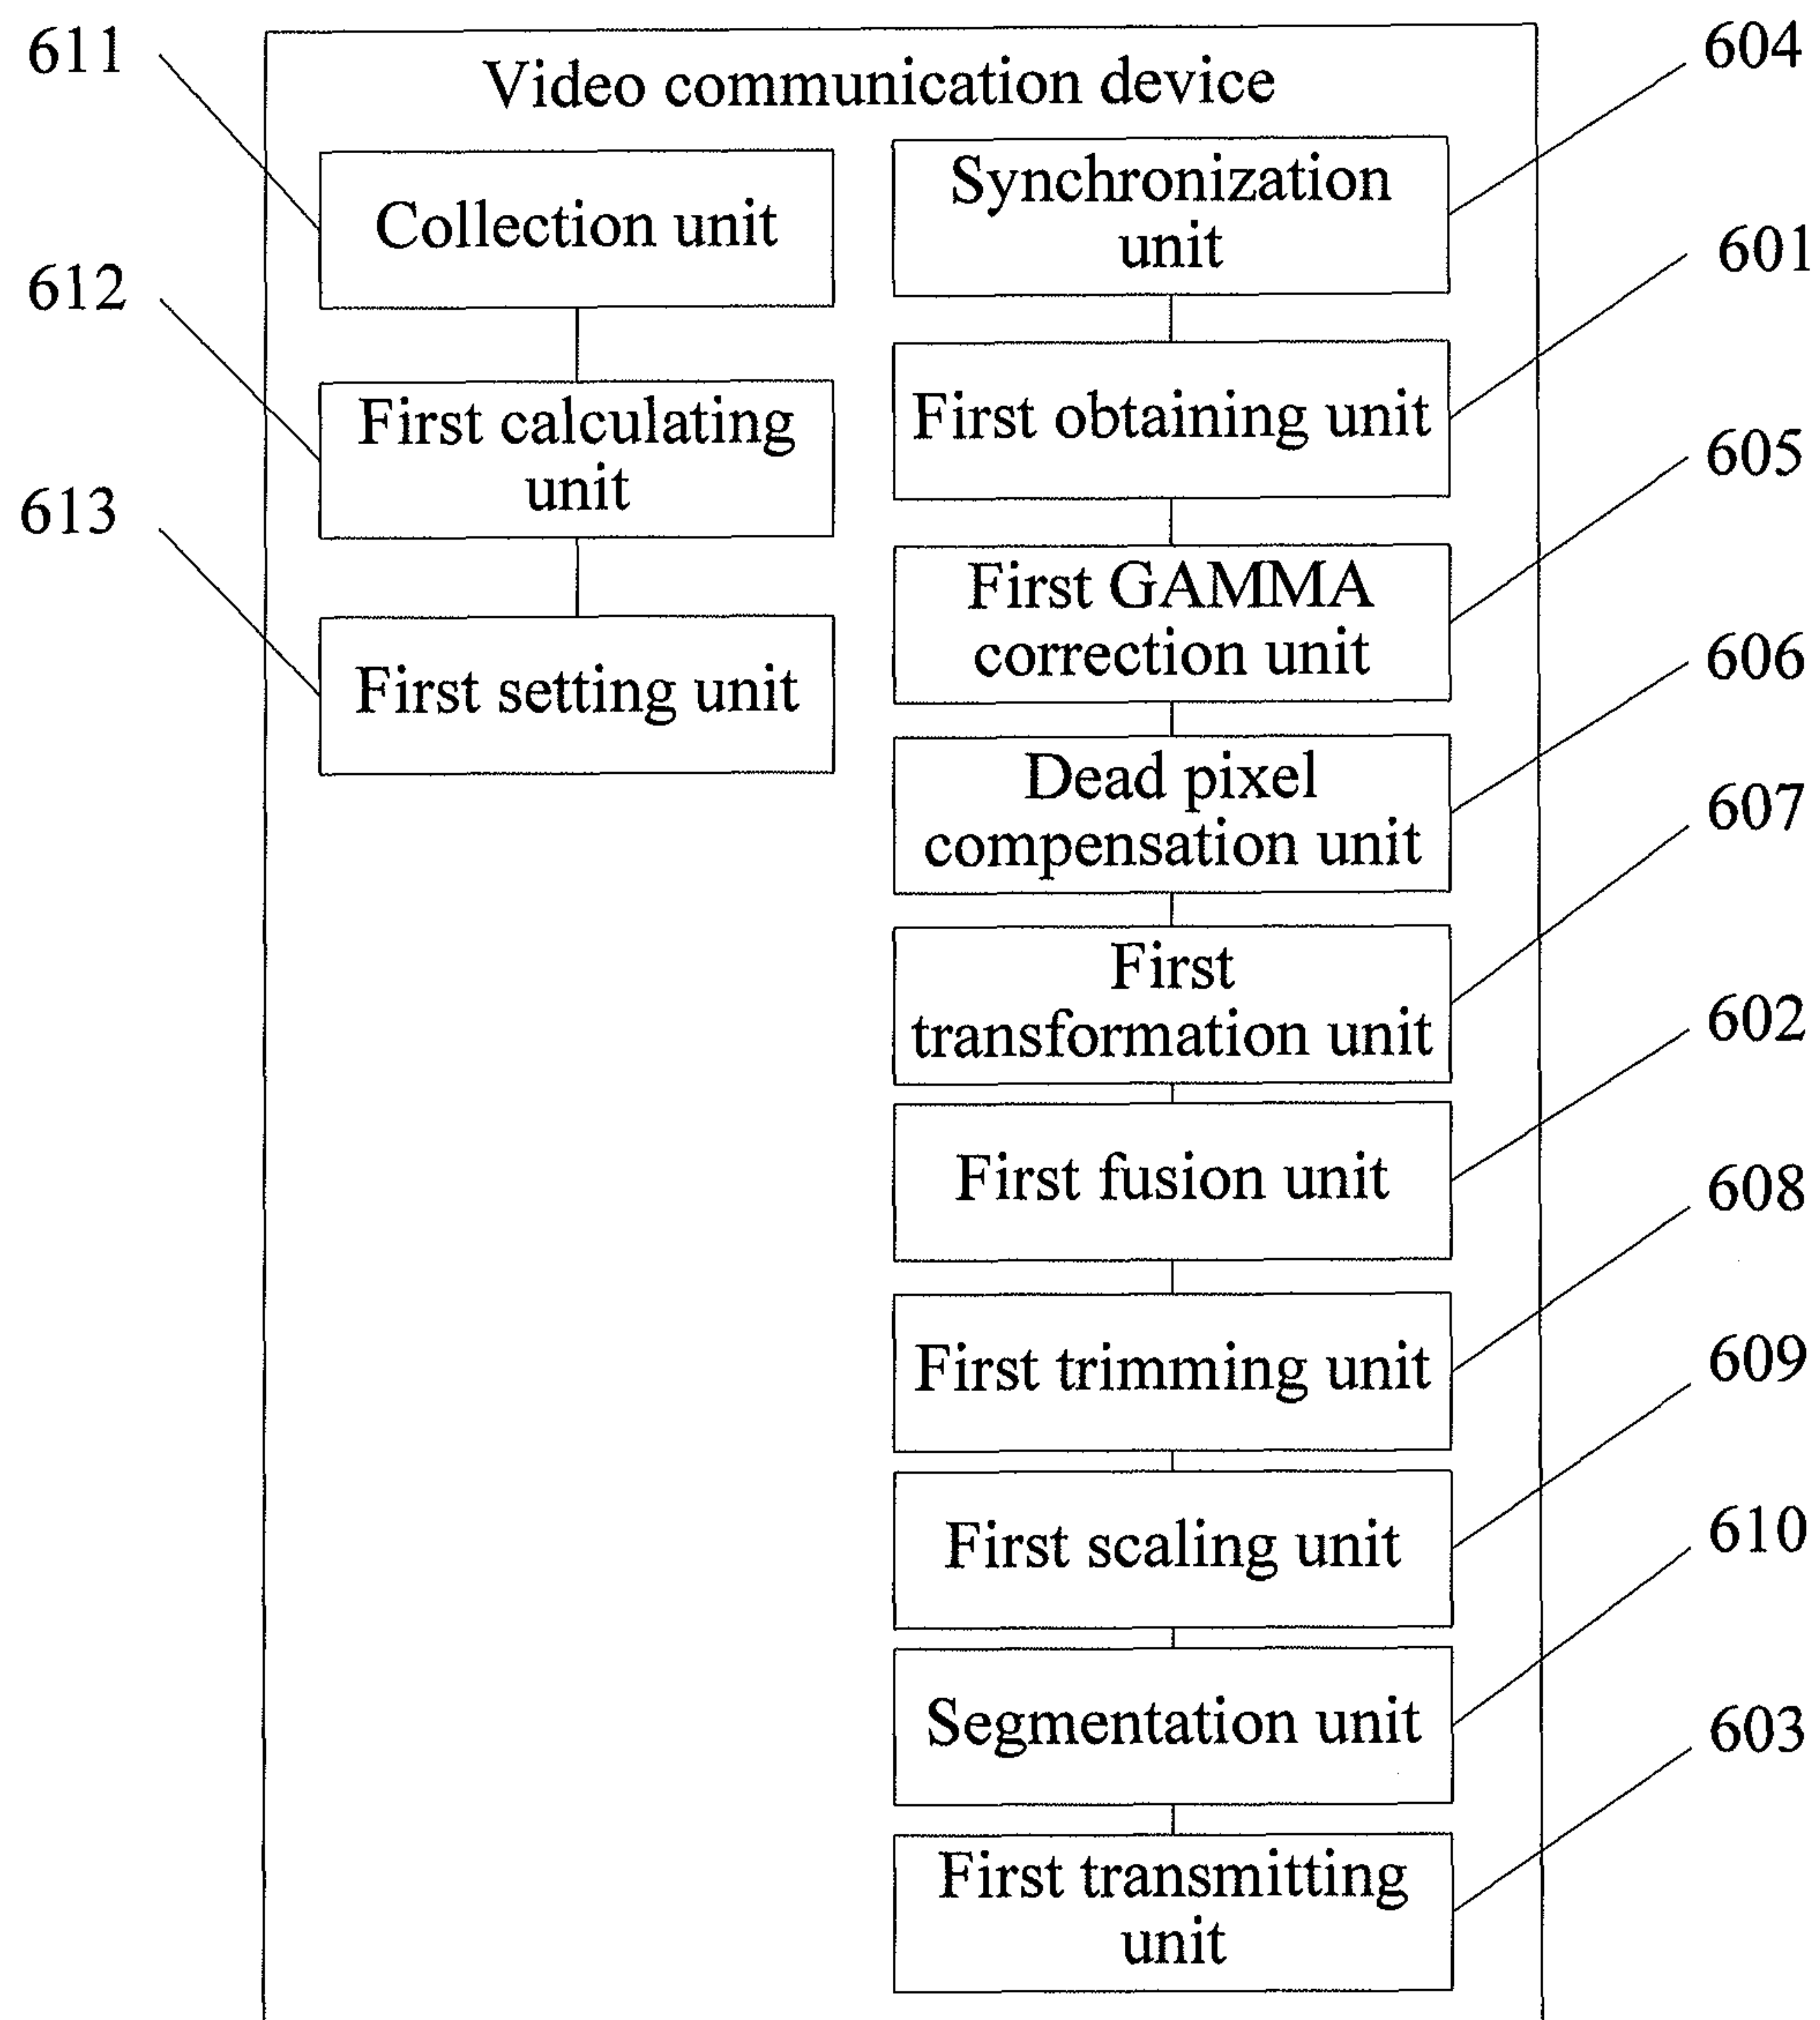 Video communication device
611
Collection unit
612
First calculating
unit
613
First setting unit
604
Synchronization
unit
601
First obtaining unit
605
First GAMMA
correction unit
606
Dead pixel
compensation unit
607
First
transformation unit
602
First fusion unit
608
First trimming unit
609
First scaling unit
610
Segmentation unit
603
First transmitting
unit